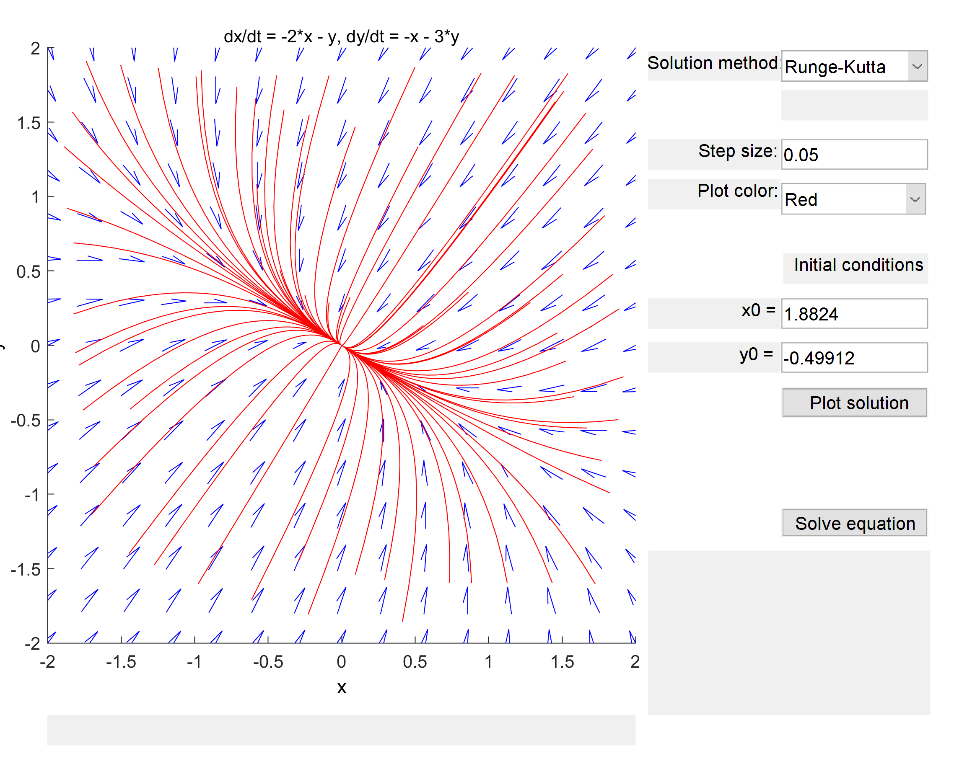 dx/dt = -2*x - y, dy/dt = -x - 3*y
2
1.5
1
0.5
0
-0.5
-1
-1.5
-2
-2 -1.5 -1 -0.5 0 0.5 1 1.5 2
x
Solution method: Runge-Kutta
Step size: 0.05
Plot color: Red
Initial conditions
x0 = 1.8824
y0 = -0.49912
Plot solution
Solve equation